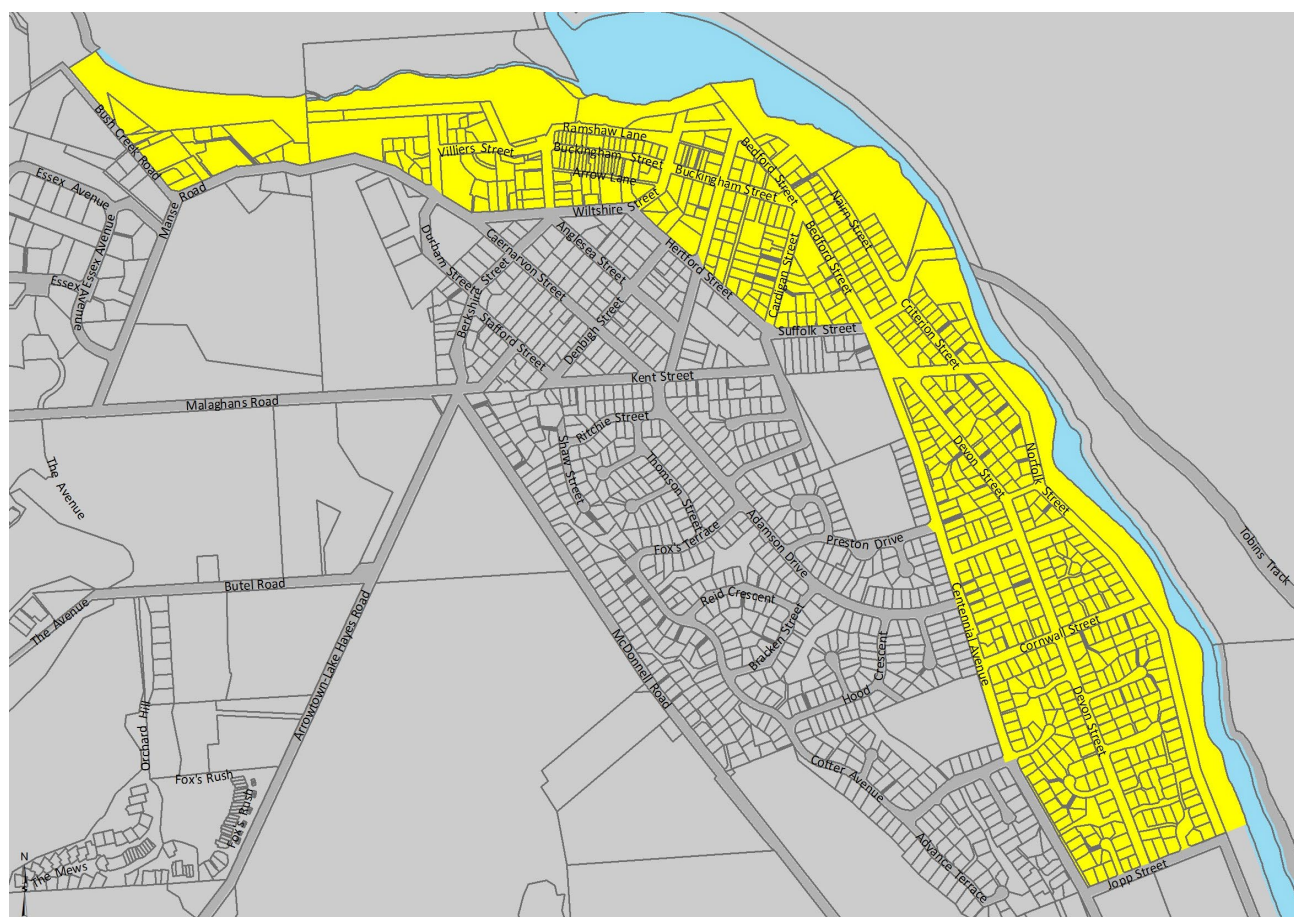 Bush Creek Road
Ramshaw Lane
Villiers Street
Buckingham Street
Bedford Street
Essex Avenue
Arrow Lane
Buckingham Street
Manse Road
Wiltshire Street
Nairn Street
Essex Avenue
Durham Street
Caernarvon Street
Anglesea Street
Hertford Street
Cardigan Street
Bedford Street
Essex Avenue
Berkshire Street
Stafford Street
Denbigh Street
Suffolk Street
Criterion Street
Kent Street
Malaghans Road
Ritchie Street
Shaw Street
Thomson Street
Devon Street
Norfolk Street
The Avenue
Fox's Terrace
Adamson Drive
Preston Drive
Tobins Track
Butel Road
The Avenue
Reid Crescent
Bracken Street
Centennial Avenue
Cornwall Street
Arrowtown-Lake Hayes Road
McDonnell Road
Hood Crescent
Devon Street
Orchard Hill
Fox's Rush
Cotter Avenue
Fox's Rush
Advance Terrace
Jopp Street
N
The Mews